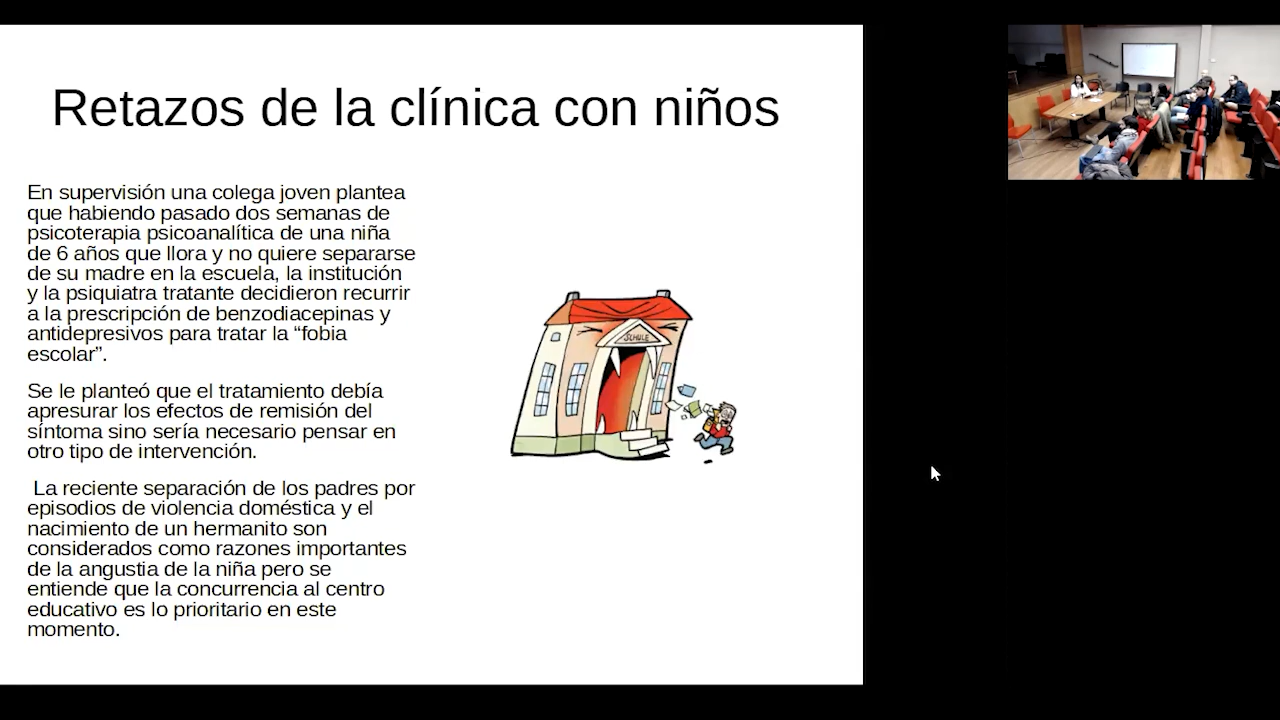 Retazos de la clínica con niños
En supervisión una colega joven plantea
que habiendo pasado dos semanas de
psicoterapia psicoanalítica de una niña
de 6 años que llora y no quiere separarse
de su madre en la escuela, la institución
y la psiquiatra tratante decidieron recurrir
a la prescripción de benzodiacepinas y
antidepresivos para tratar la “fobia
escolar”.
Se le planteó que el tratamiento debía
apresurar los efectos de remisión del
síntoma sino sería necesario pensar en
otro tipo de intervención.
La reciente separación de los padres por
episodios de violencia doméstica y el
nacimiento de un hermanito son
considerados como razones importantes
de la angustia de la niña pero se
entiende que la concurrencia al centro
educativo es lo prioritario en este
momento.
SCHULE